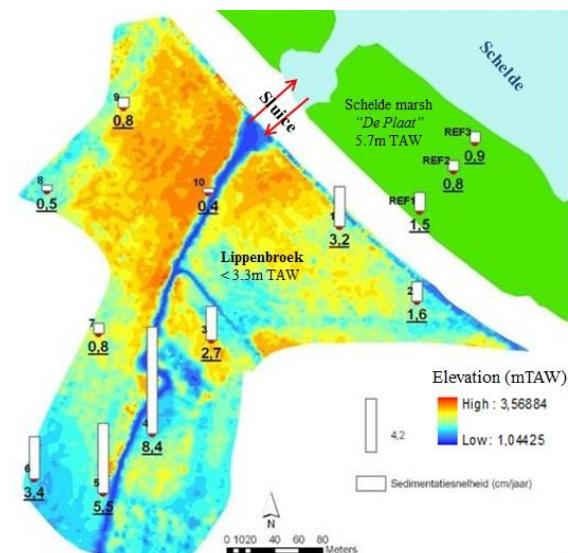 Schelde
Sluice
Schelde marsh
"De Plaat"
5.7m TAW
REF3
0,9
REF2
0,8
REF1
1,5
9
0,8
8
0,5
10
0,4
1
3,2
Lippenbroek
< 3.3m TAW
2
1,6
3
2,7
7
0,8
4
8,4
5
5,5
6
3,4
Elevation (mTAW)
High : 3,56884
Low : 1,04425
4,2
Sedimentatiesnelheid (cm/jaar)
N
0 10 20 40 60 80
Meters